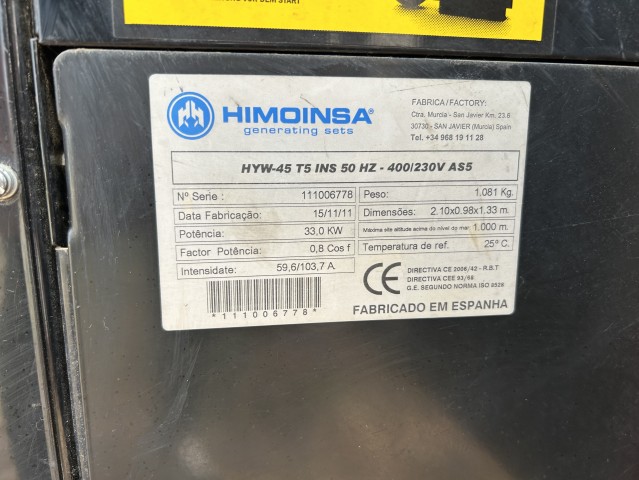 HIMOINSA®
generating sets
FABRICA/FACTORY:
Ctra. Murcia - San Javier Km. 23.6
30730 - SAN JAVIER (Murcia) Spain
Tel. +34 968 19 11 28
HYW-45 T5 INS 50 HZ - 400/230V AS5
Nº Serie : 111006778
Data Fabricação: 15/11/11
Potência: 33,0 KW
Factor Potência: 0,8 Cos f
Intensidate: 59,6/103,7 A.
Peso: 1.081 Kg.
Dimensões: 2.10x0.98x1.33 m.
Máxima site altitude acima do nivel do mar 1.000 m.
Temperatura de ref. 25º C.
*111006778*
CE
DIRECTIVA CE 2006/42 - R.B.T
DIRECTIVA CEE 93/68
G.E. SEGUNDO NORMA ISO 8528
FABRICADO EM ESPANHA